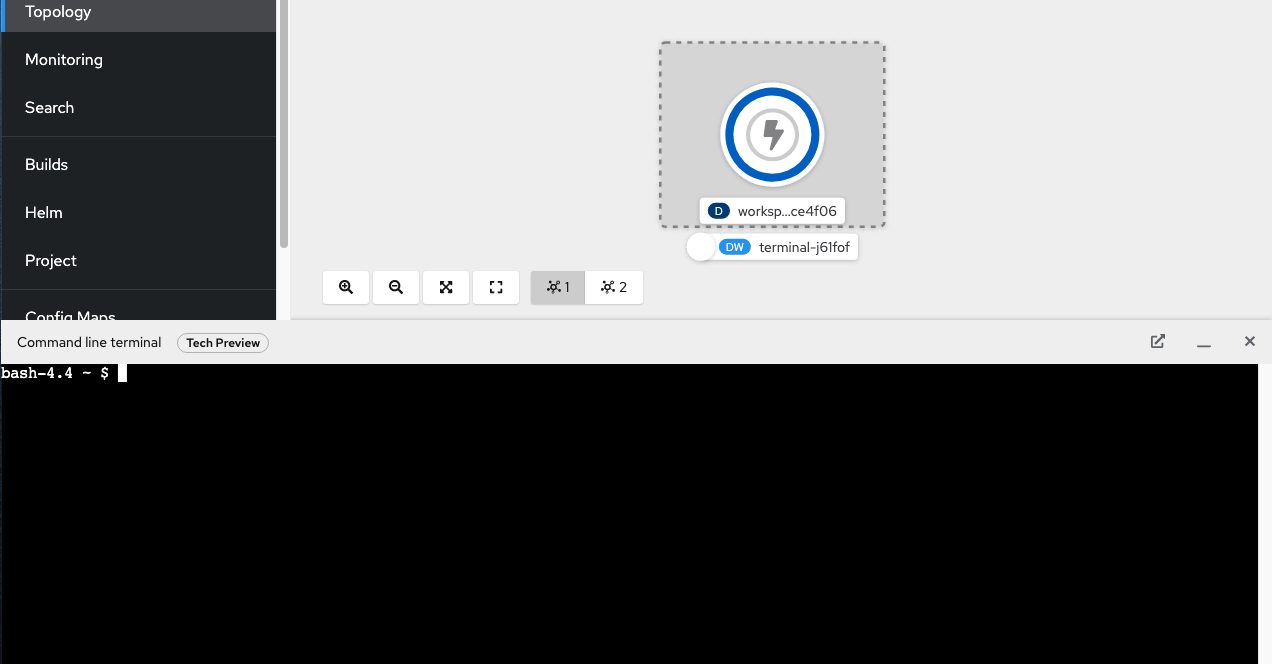 Topology
Monitoring
Search
Builds
Helm
Project
Config Maps
D worksp...ce4f06
DW terminal-j61fof
1
2
Command line terminal
Tech Preview
bash-4.4 ~ $